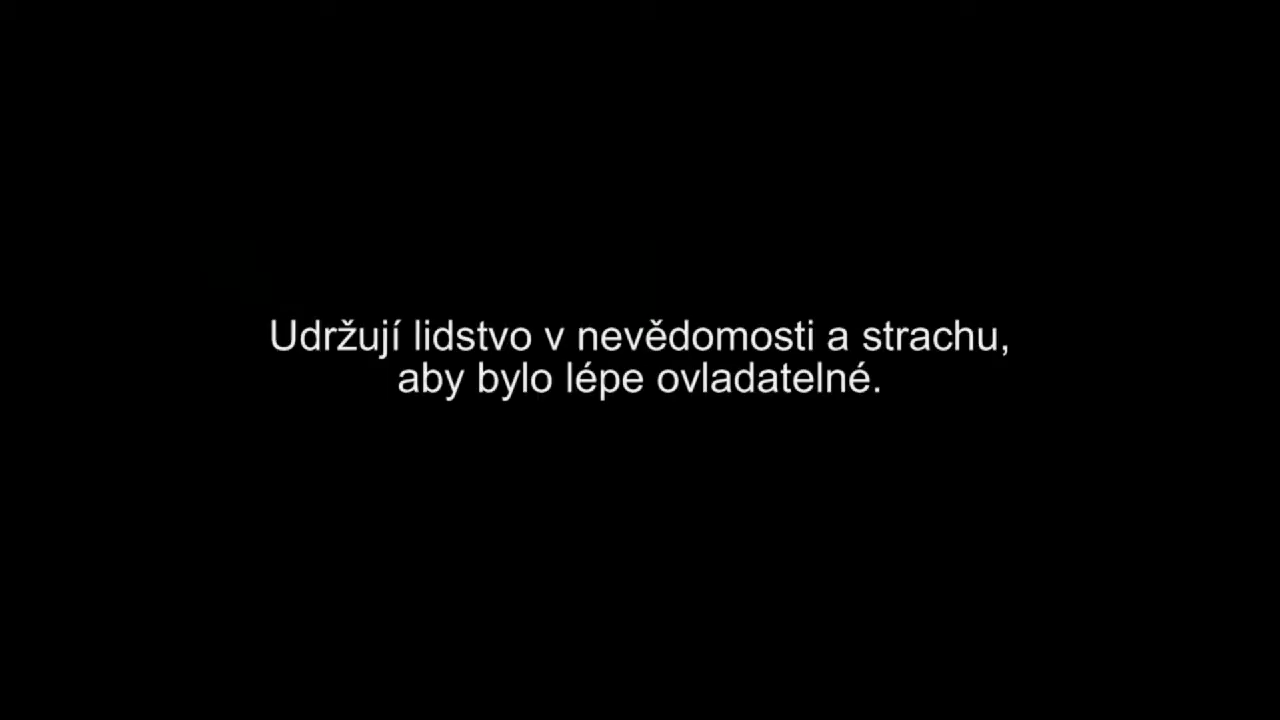 Udržují lidstvo v nevědomosti a strachu,
aby bylo lépe ovladatelné.